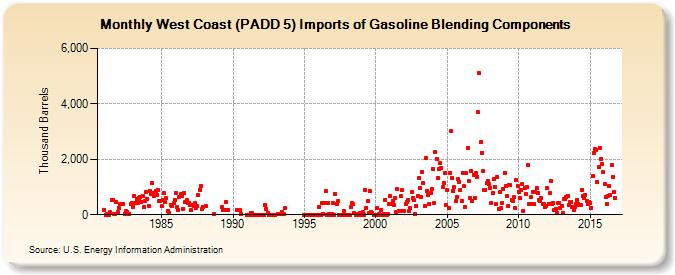 Monthly West Coast (PADD 5) Imports of Gasoline Blending Components
Thousand Barrels
6,000
4,000
2,000
0
1985 1990 1995 2000 2005 2010 2015
Source: U.S. Energy Information Administration